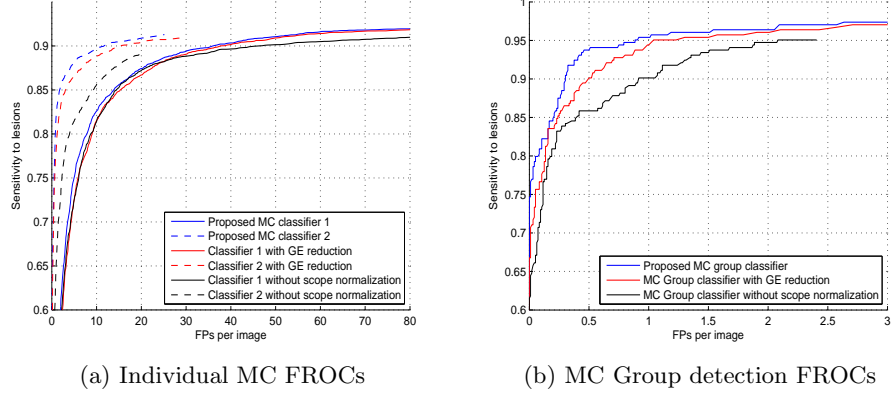 Sensitivity to lesions
0.9
0.85
0.8
0.75
0.7
0.65
0.6
0 10 20 30 40 50 60 70 80
FPs per image
Proposed MC classifier 1
Proposed MC classifier 2
Classifier 1 with GE reduction
Classifier 2 with GE reduction
Classifier 1 without scope normalization
Classifier 2 without scope normalization
(a) Individual MC FROCs
Sensitivity to lesions
1
0.95
0.9
0.85
0.8
0.75
0.7
0.65
0.6
0 0.5 1 1.5 2 2.5 3
FPs per image
Proposed MC group classifier
MC Group classifier with GE reduction
MC Group classifier without scope normalization
(b) MC Group detection FROCs